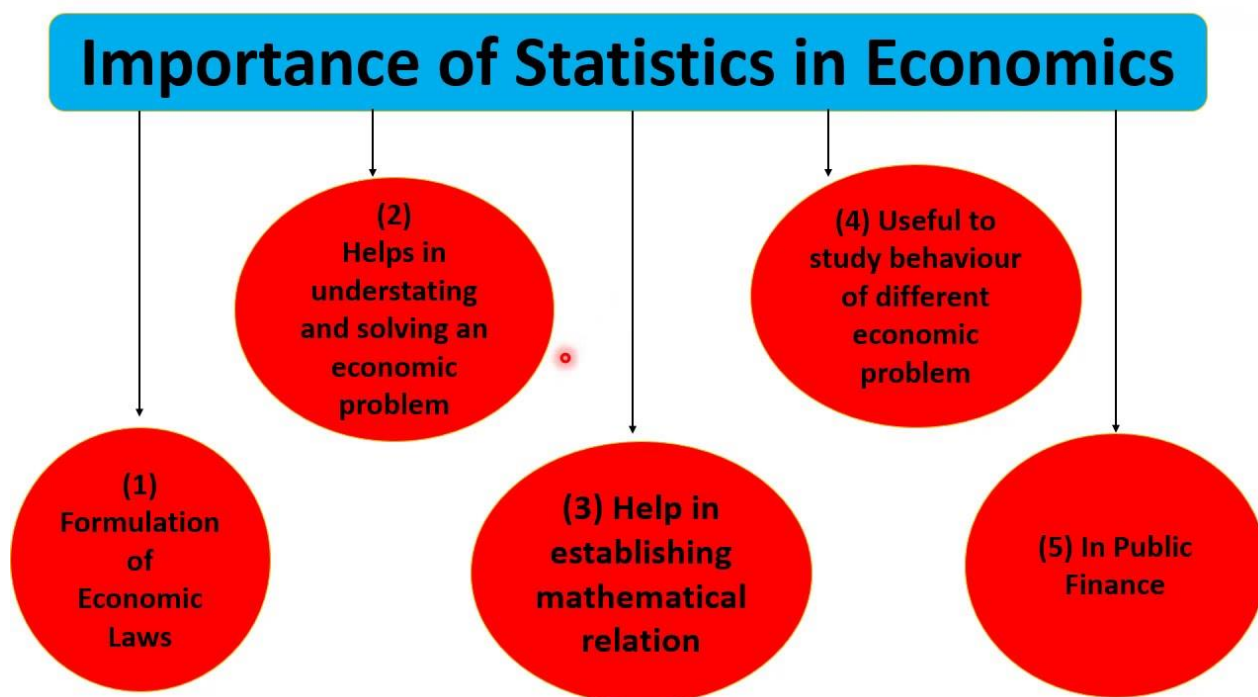 Importance of Statistics in Economics
(1)
Formulation
of
Economic
Laws
(2)
Helps in
understating
and solving an
economic
problem
(3) Help in
establishing
mathematical
relation
(4) Useful to
study behaviour
of different
economic
problem
(5) In Public
Finance